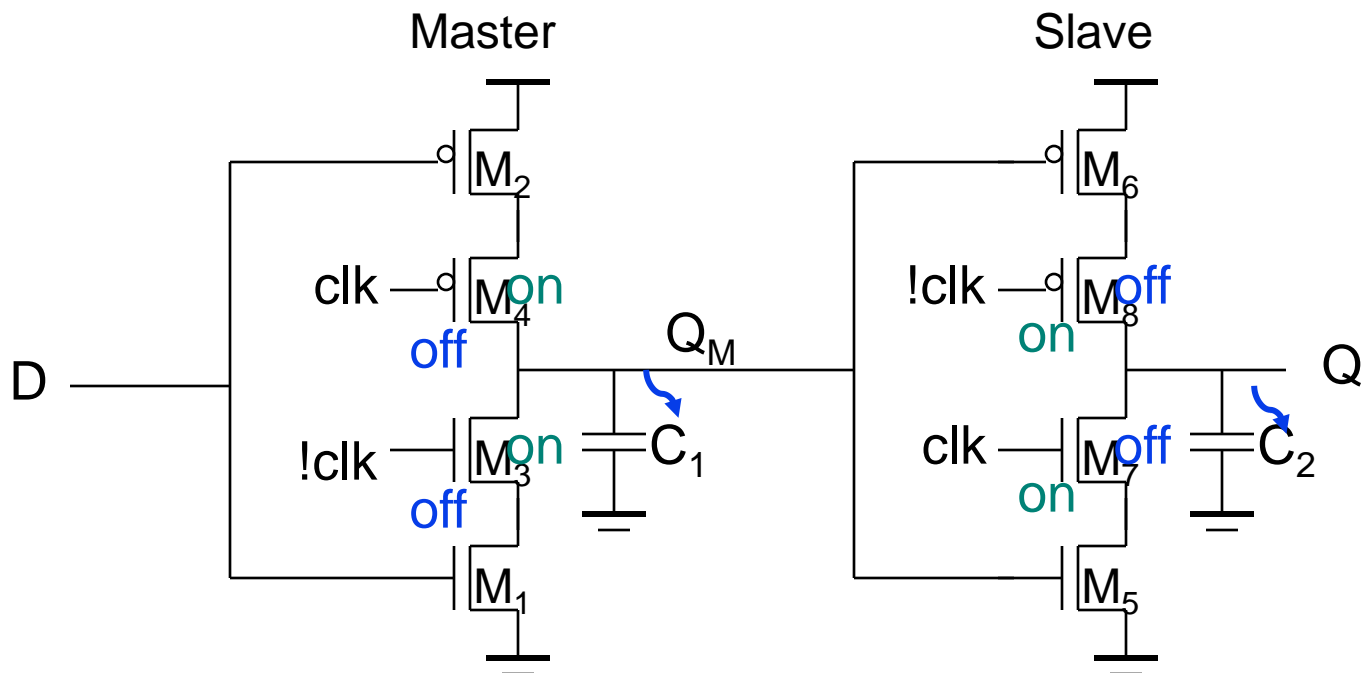 Master
Slave
M2
M6
clk
M4
on
off
!clk
M8
off
on
D
QM
Q
!clk
M3
on
off
C1
clk
M7
off
on
C2
M1
M5